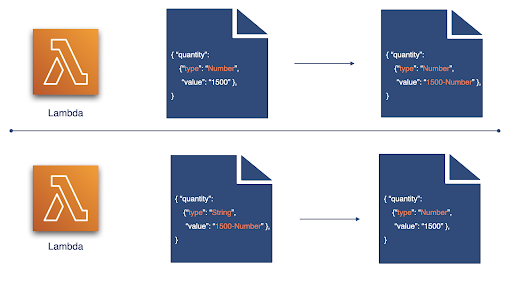 { "quantity":
{"type": "Number",
"value": "1500" },
}
{ "quantity":
{"type": "Number",
"value": "1500-Number" },
}
Lambda
{ "quantity":
{"type": "String",
"value": "1500-Number" },
}
{ "quantity":
{"type": "Number",
"value": "1500" },
}
Lambda